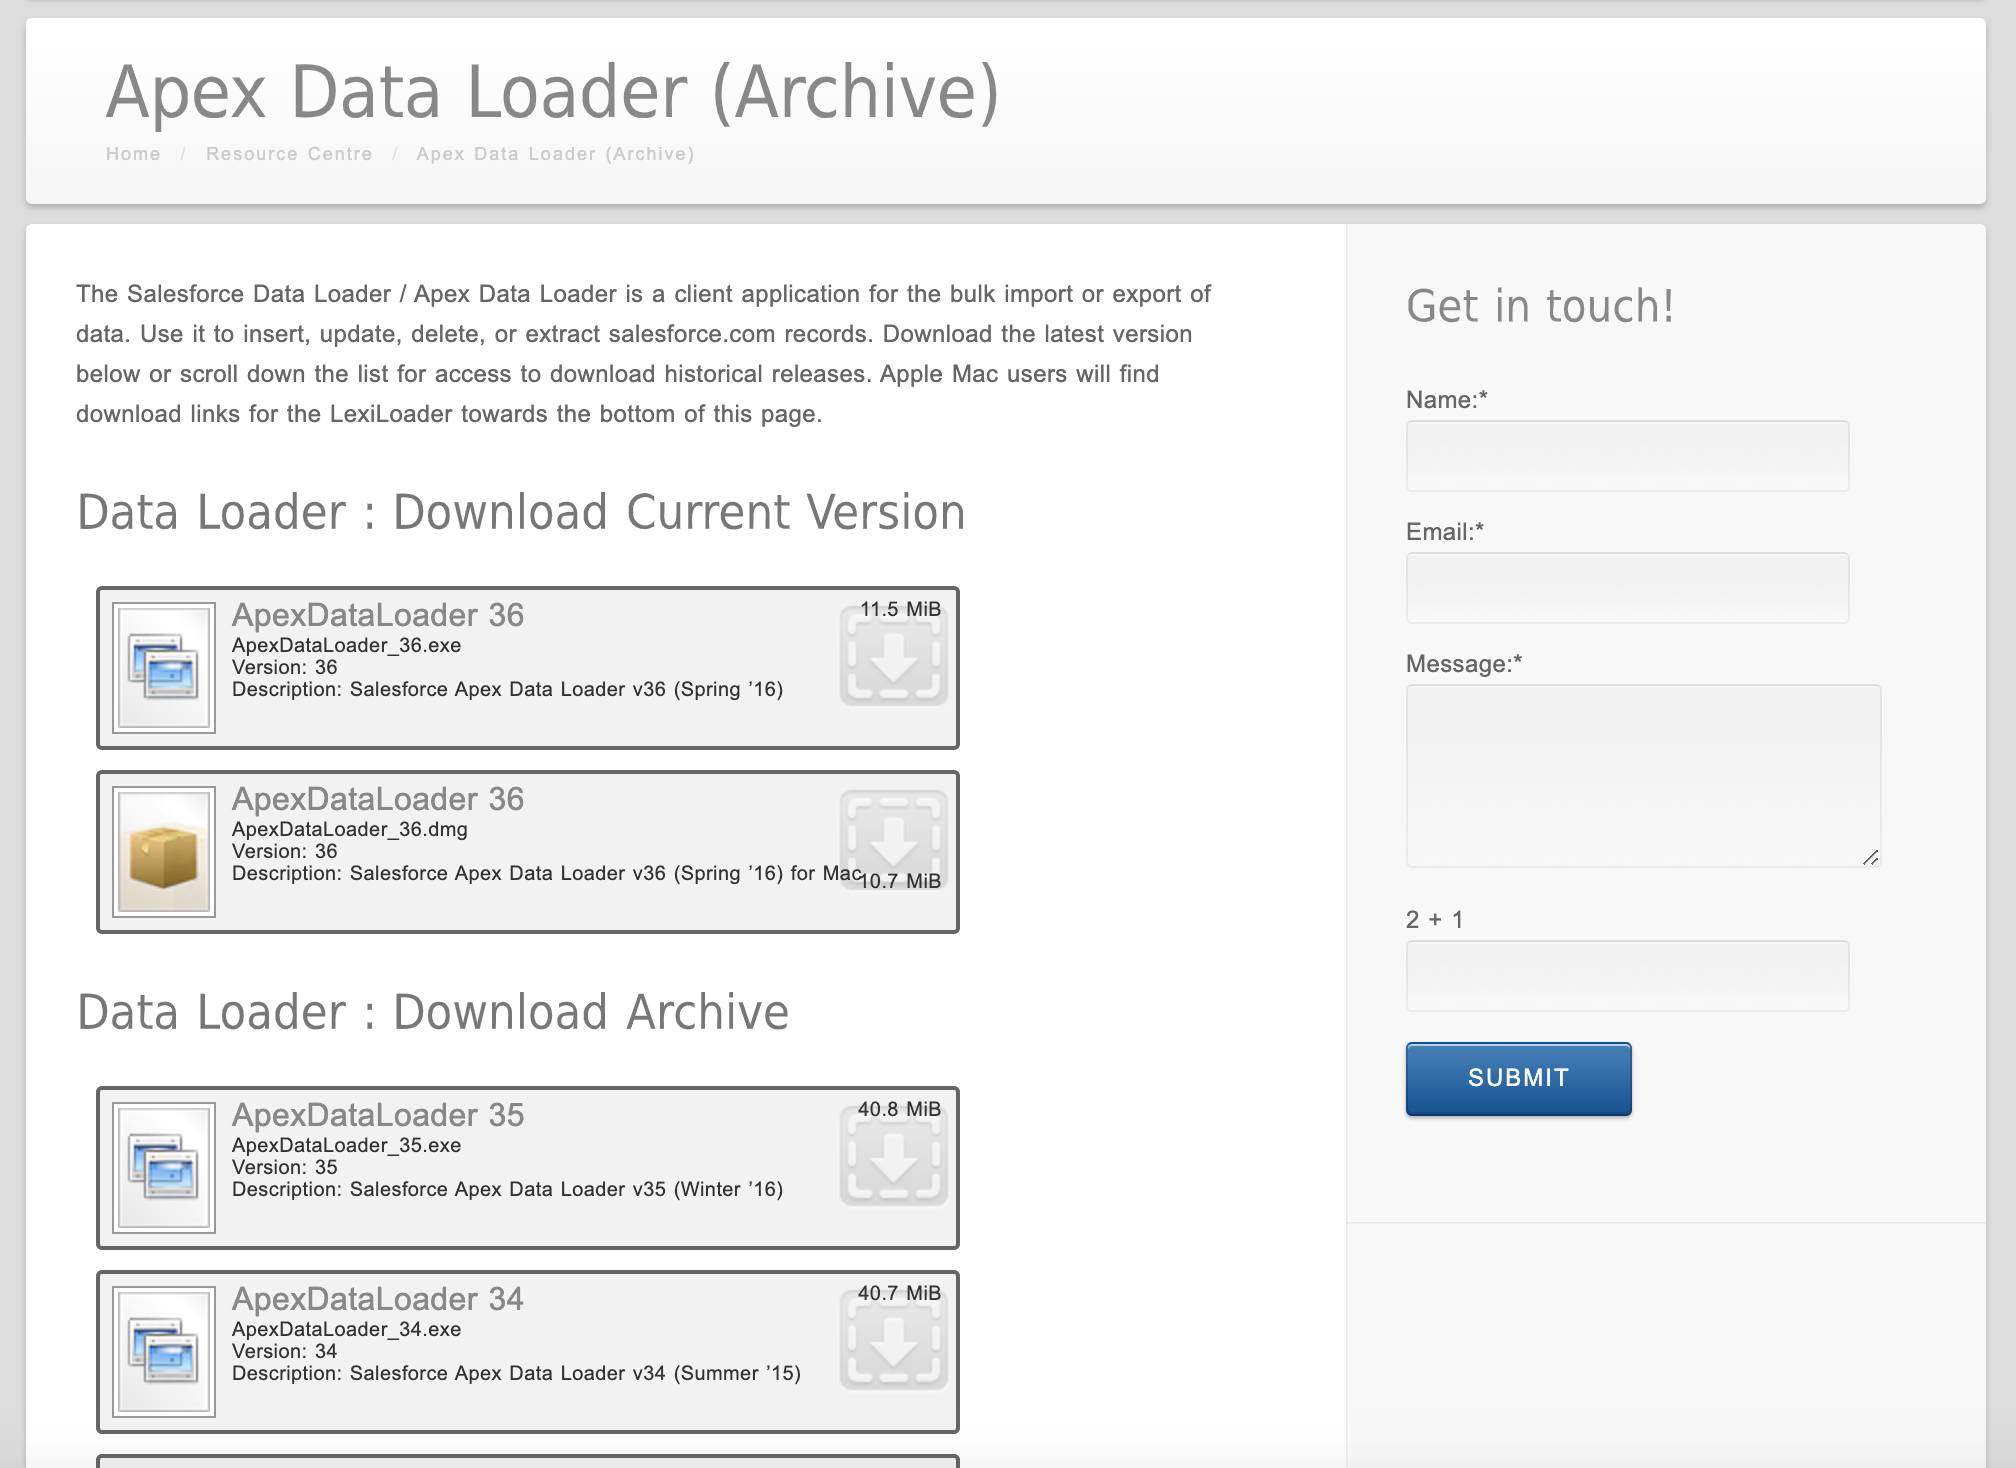 Apex Data Loader (Archive)
Home / Resource Centre / Apex Data Loader (Archive)
The Salesforce Data Loader / Apex Data Loader is a client application for the bulk import or export of
data. Use it to insert, update, delete, or extract salesforce.com records. Download the latest version
below or scroll down the list for access to download historical releases. Apple Mac users will find
download links for the LexiLoader towards the bottom of this page.
Data Loader : Download Current Version
ApexDataLoader 36
11.5 MiB
ApexDataLoader_36.exe
Version: 36
Description: Salesforce Apex Data Loader v36 (Spring ’16)
ApexDataLoader 36
ApexDataLoader_36.dmg
Version: 36
Description: Salesforce Apex Data Loader v36 (Spring ’16) for Mac
10.7 MiB
Data Loader : Download Archive
ApexDataLoader 35
40.8 MiB
ApexDataLoader_35.exe
Version: 35
Description: Salesforce Apex Data Loader v35 (Winter ’16)
ApexDataLoader 34
40.7 MiB
ApexDataLoader_34.exe
Version: 34
Description: Salesforce Apex Data Loader v34 (Summer ’15)
Get in touch!
Name:*
Email:*
Message:*
2 + 1
SUBMIT